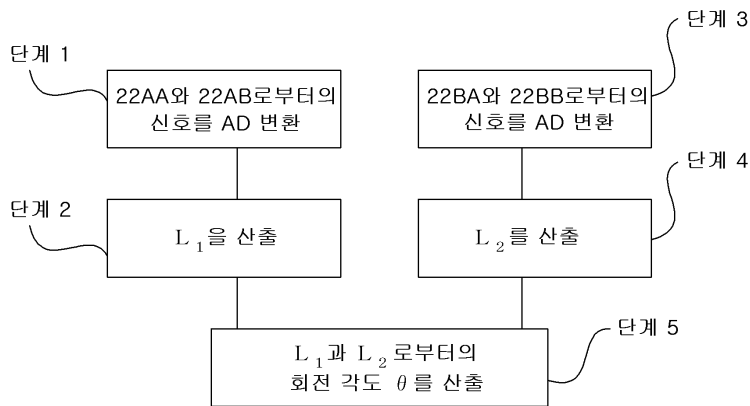 단계 1
22AA와 22AB로부터의
신호를 AD 변환
단계 2
L₁을 산출
단계 3
22BA와 22BB로부터의
신호를 AD 변환
단계 4
L₂를 산출
L₁과 L₂로부터의
회전 각도 θ를 산출
단계 5